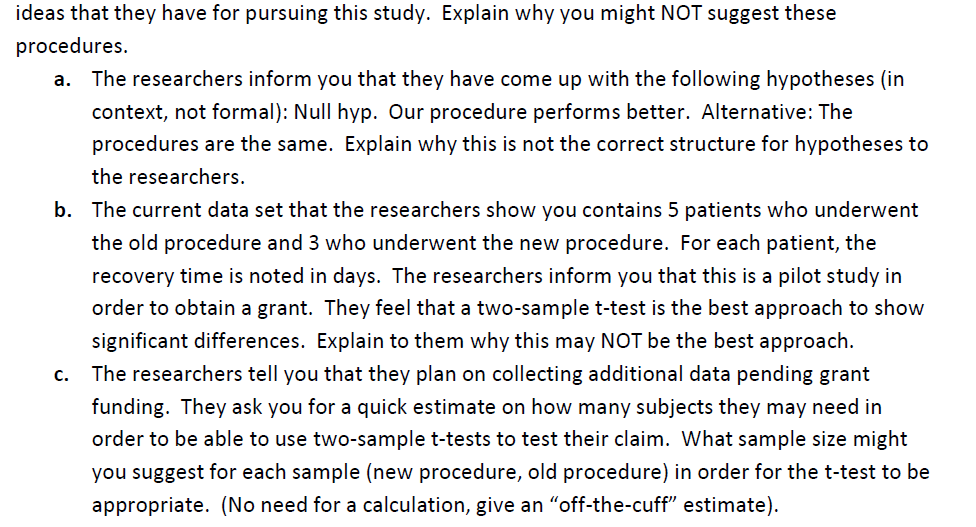 ideas that they have for pursuing this study. Explain why you might NOT suggest these
procedures.
a. The researchers inform you that they have come up with the following hypotheses (in
context, not formal): Null hyp. Our procedure performs better. Alternative: The
procedures are the same. Explain why this is not the correct structure for hypotheses to
the researchers.
b. The current data set that the researchers show you contains 5 patients who underwent
the old procedure and 3 who underwent the new procedure. For each patient, the
recovery time is noted in days. The researchers inform you that this is a pilot study in
order to obtain a grant. They feel that a two-sample t-test is the best approach to show
significant differences. Explain to them why this may NOT be the best approach.
c. The researchers tell you that they plan on collecting additional data pending grant
funding. They ask you for a quick estimate on how many subjects they may need in
order to be able to use two-sample t-tests to test their claim. What sample size might
you suggest for each sample (new procedure, old procedure) in order for the t-test to be
appropriate. (No need for a calculation, give an “off-the-cuff” estimate).